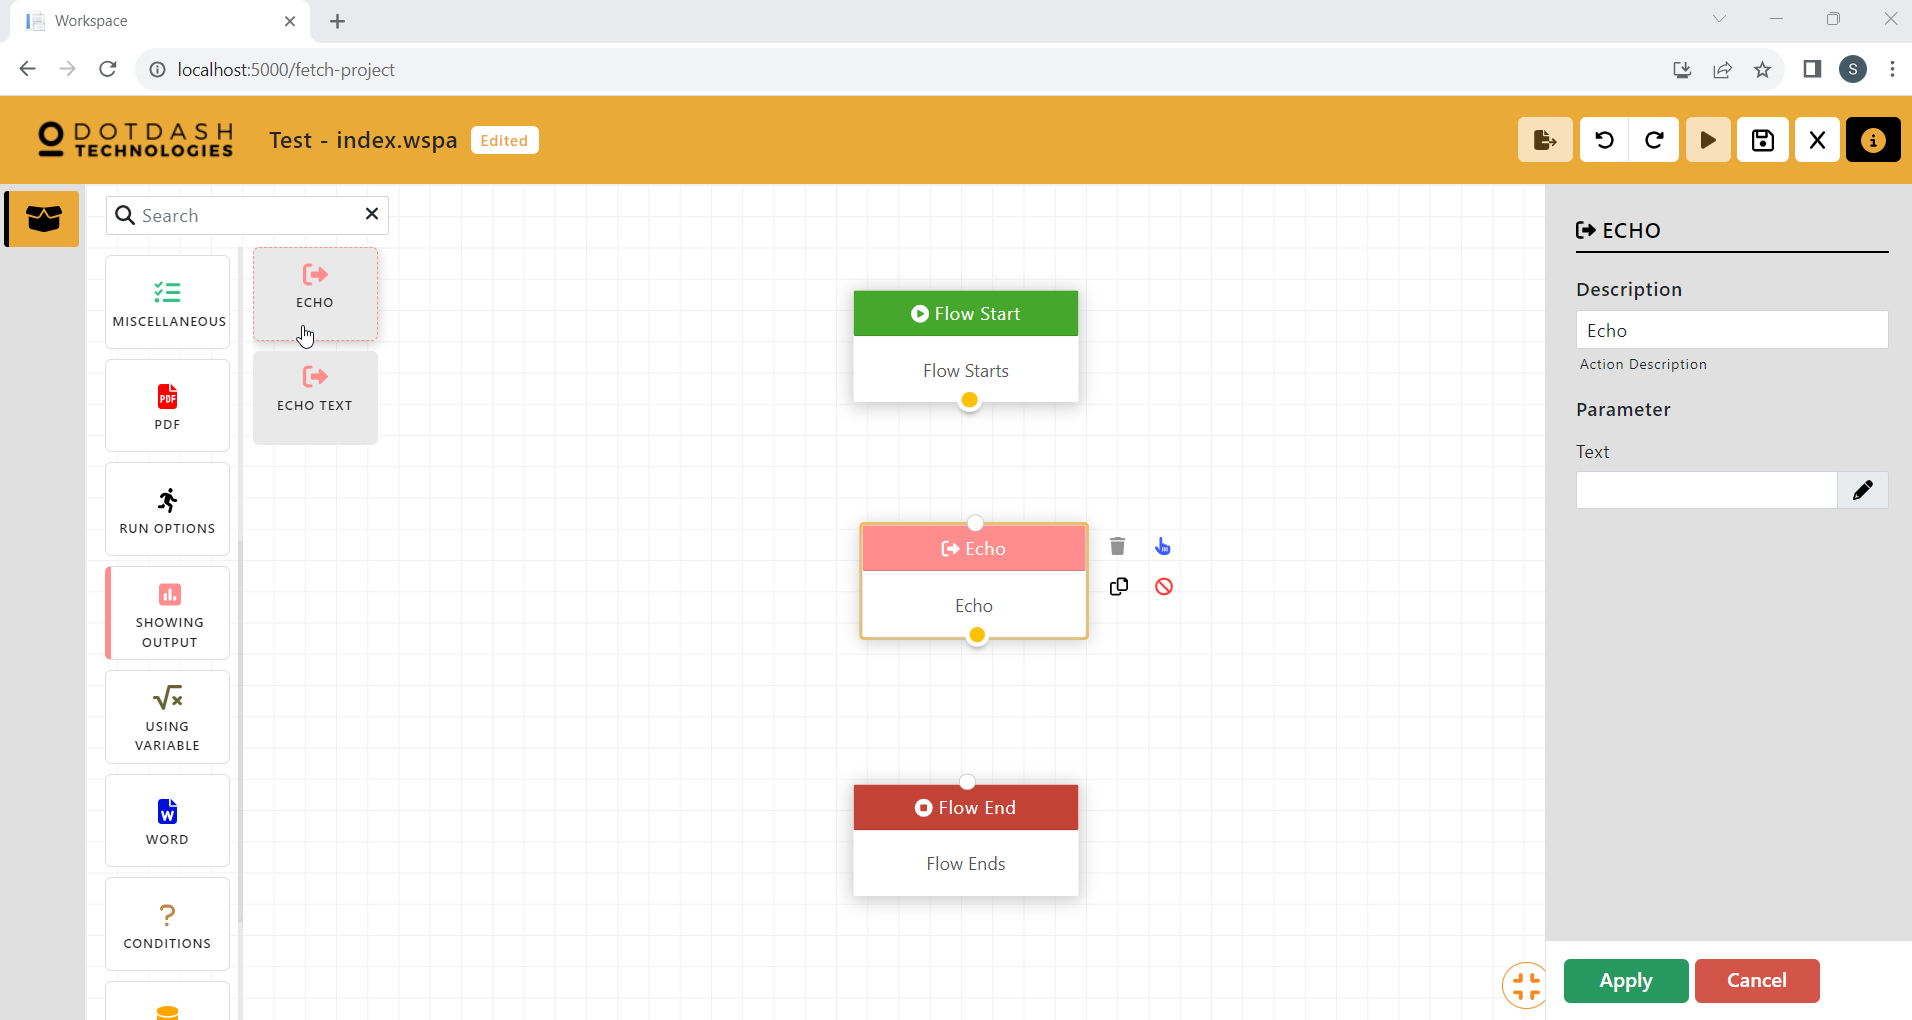 Workspace
localhost:5000/fetch-project
S
DOTDASH
TECHNOLOGIES
Test - index.wspa
Edited
Search
MISCELLANEOUS
PDF
PDF
RUN OPTIONS
SHOWING
OUTPUT
USING
VARIABLE
W
WORD
?
CONDITIONS
ECHO
ECHO TEXT
Flow Start
Flow Starts
Echo
Echo
Flow End
Flow Ends
ECHO
Description
Echo
Action Description
Parameter
Text
Apply
Cancel